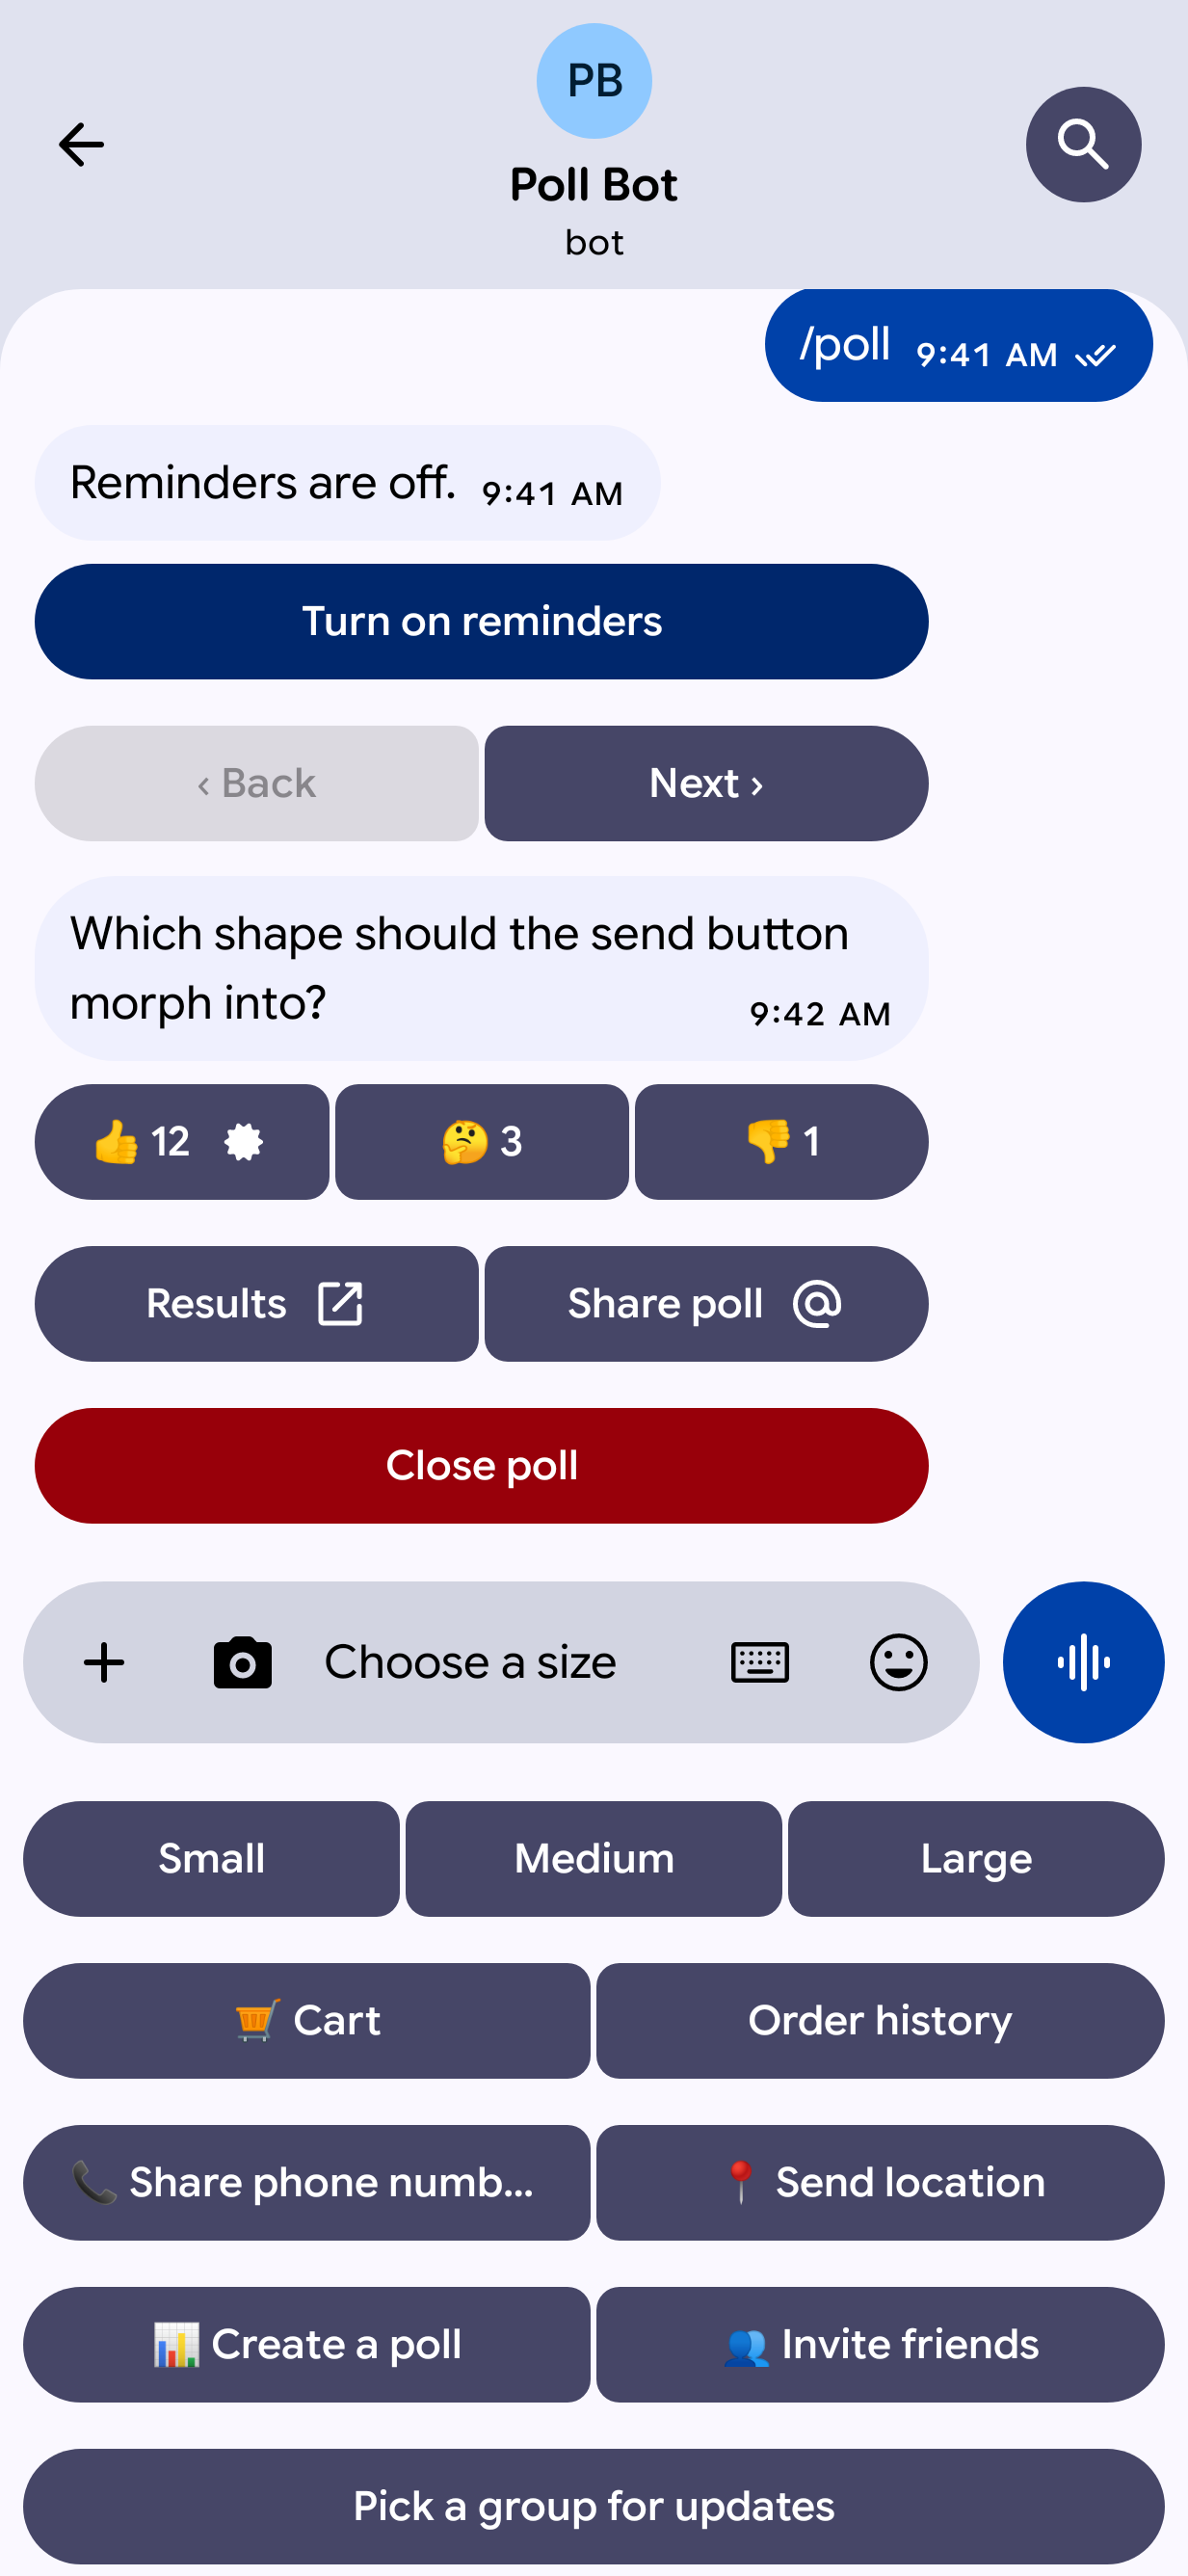 PB
Poll Bot
bot
/poll 9:41 AM
Reminders are off. 9:41 AM
Turn on reminders
‹ Back
Next ›
Which shape should the send button
morph into? 9:42 AM
👍 12
🤔 3
👎 1
Results
Share poll
Close poll
Choose a size
Small
Medium
Large
🛒 Cart
Order history
📞 Share phone numb...
📍 Send location
📊 Create a poll
👥 Invite friends
Pick a group for updates